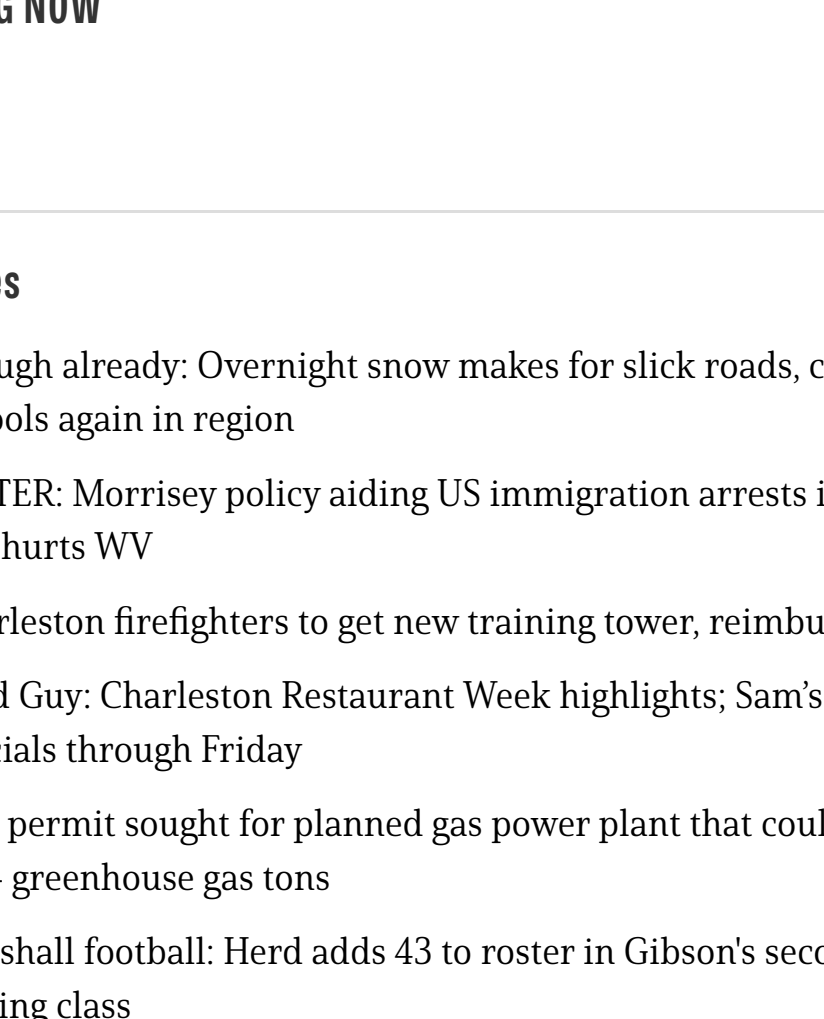 G NOW
es
ugh already: Overnight snow makes for slick roads, c
ools again in region
TER: Morrisey policy aiding US immigration arrests i
hurts WV
rleston firefighters to get new training tower, reimbu
d Guy: Charleston Restaurant Week highlights; Sam’s
cials through Friday
permit sought for planned gas power plant that coul
greenhouse gas tons
shall football: Herd adds 43 to roster in Gibson's seco
ing class